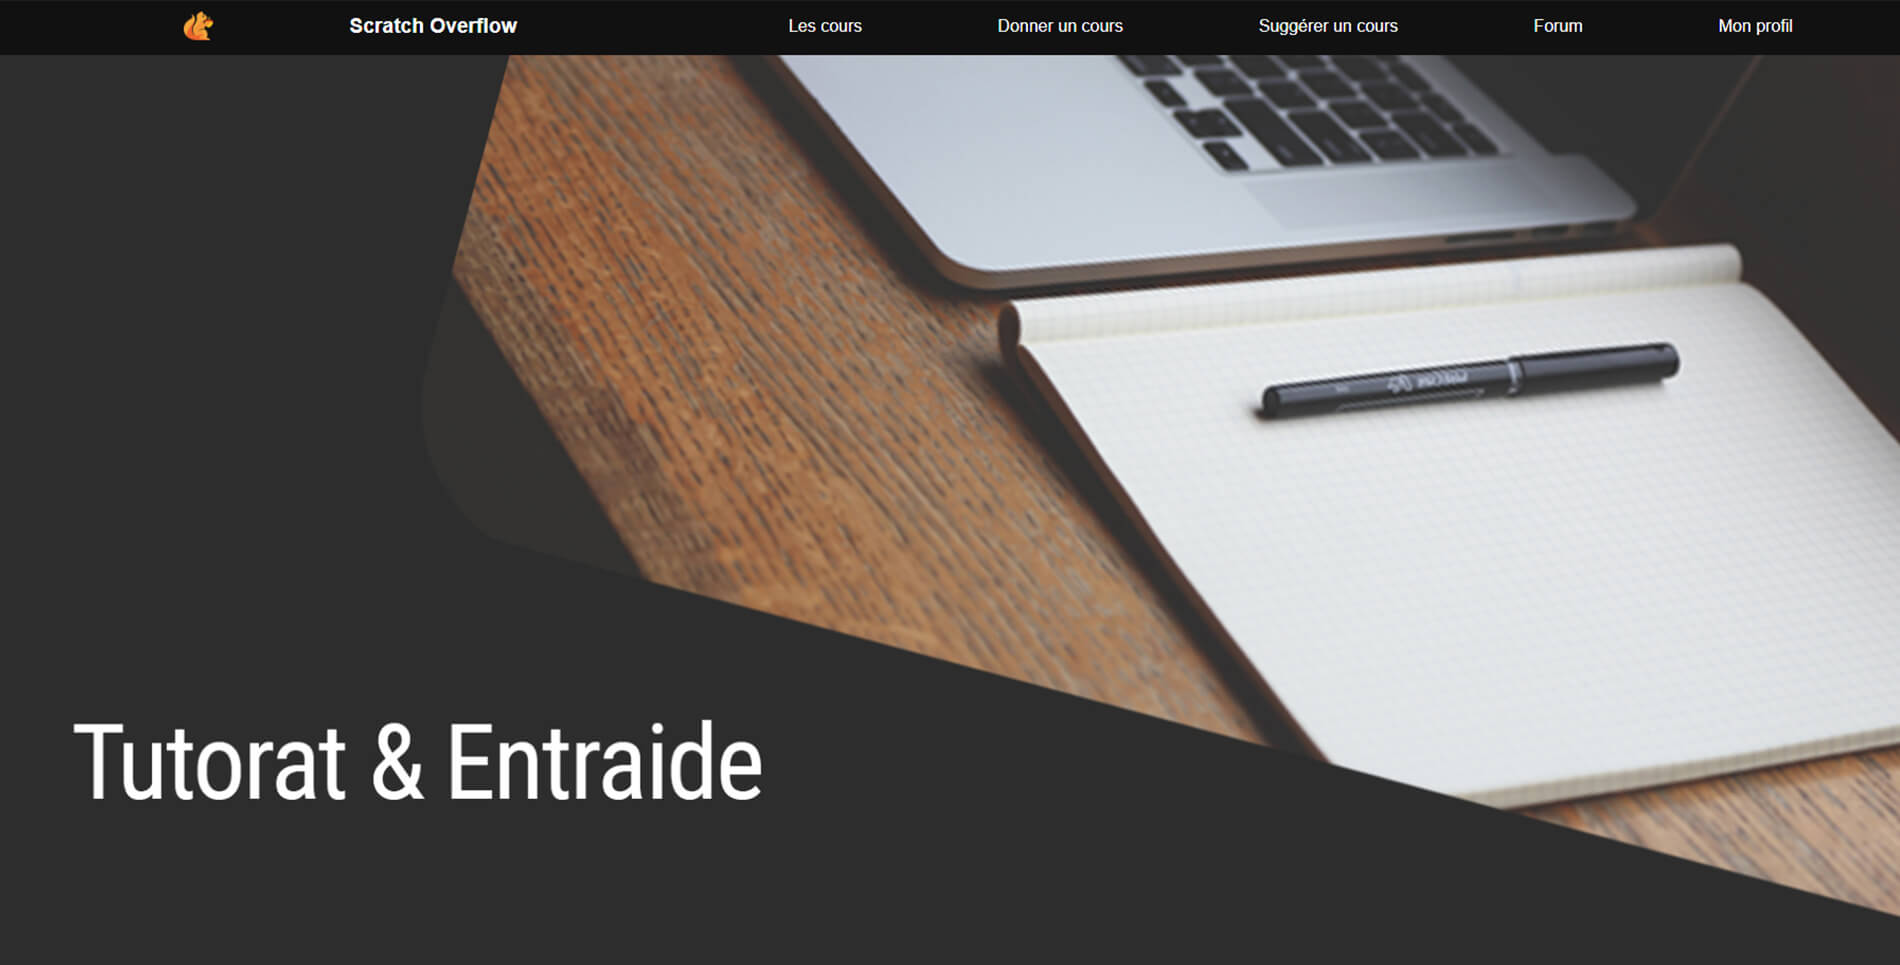 Scratch Overflow
Les cours
Donner un cours
Suggérer un cours
Forum
Mon profil
Tutorat & Entraide